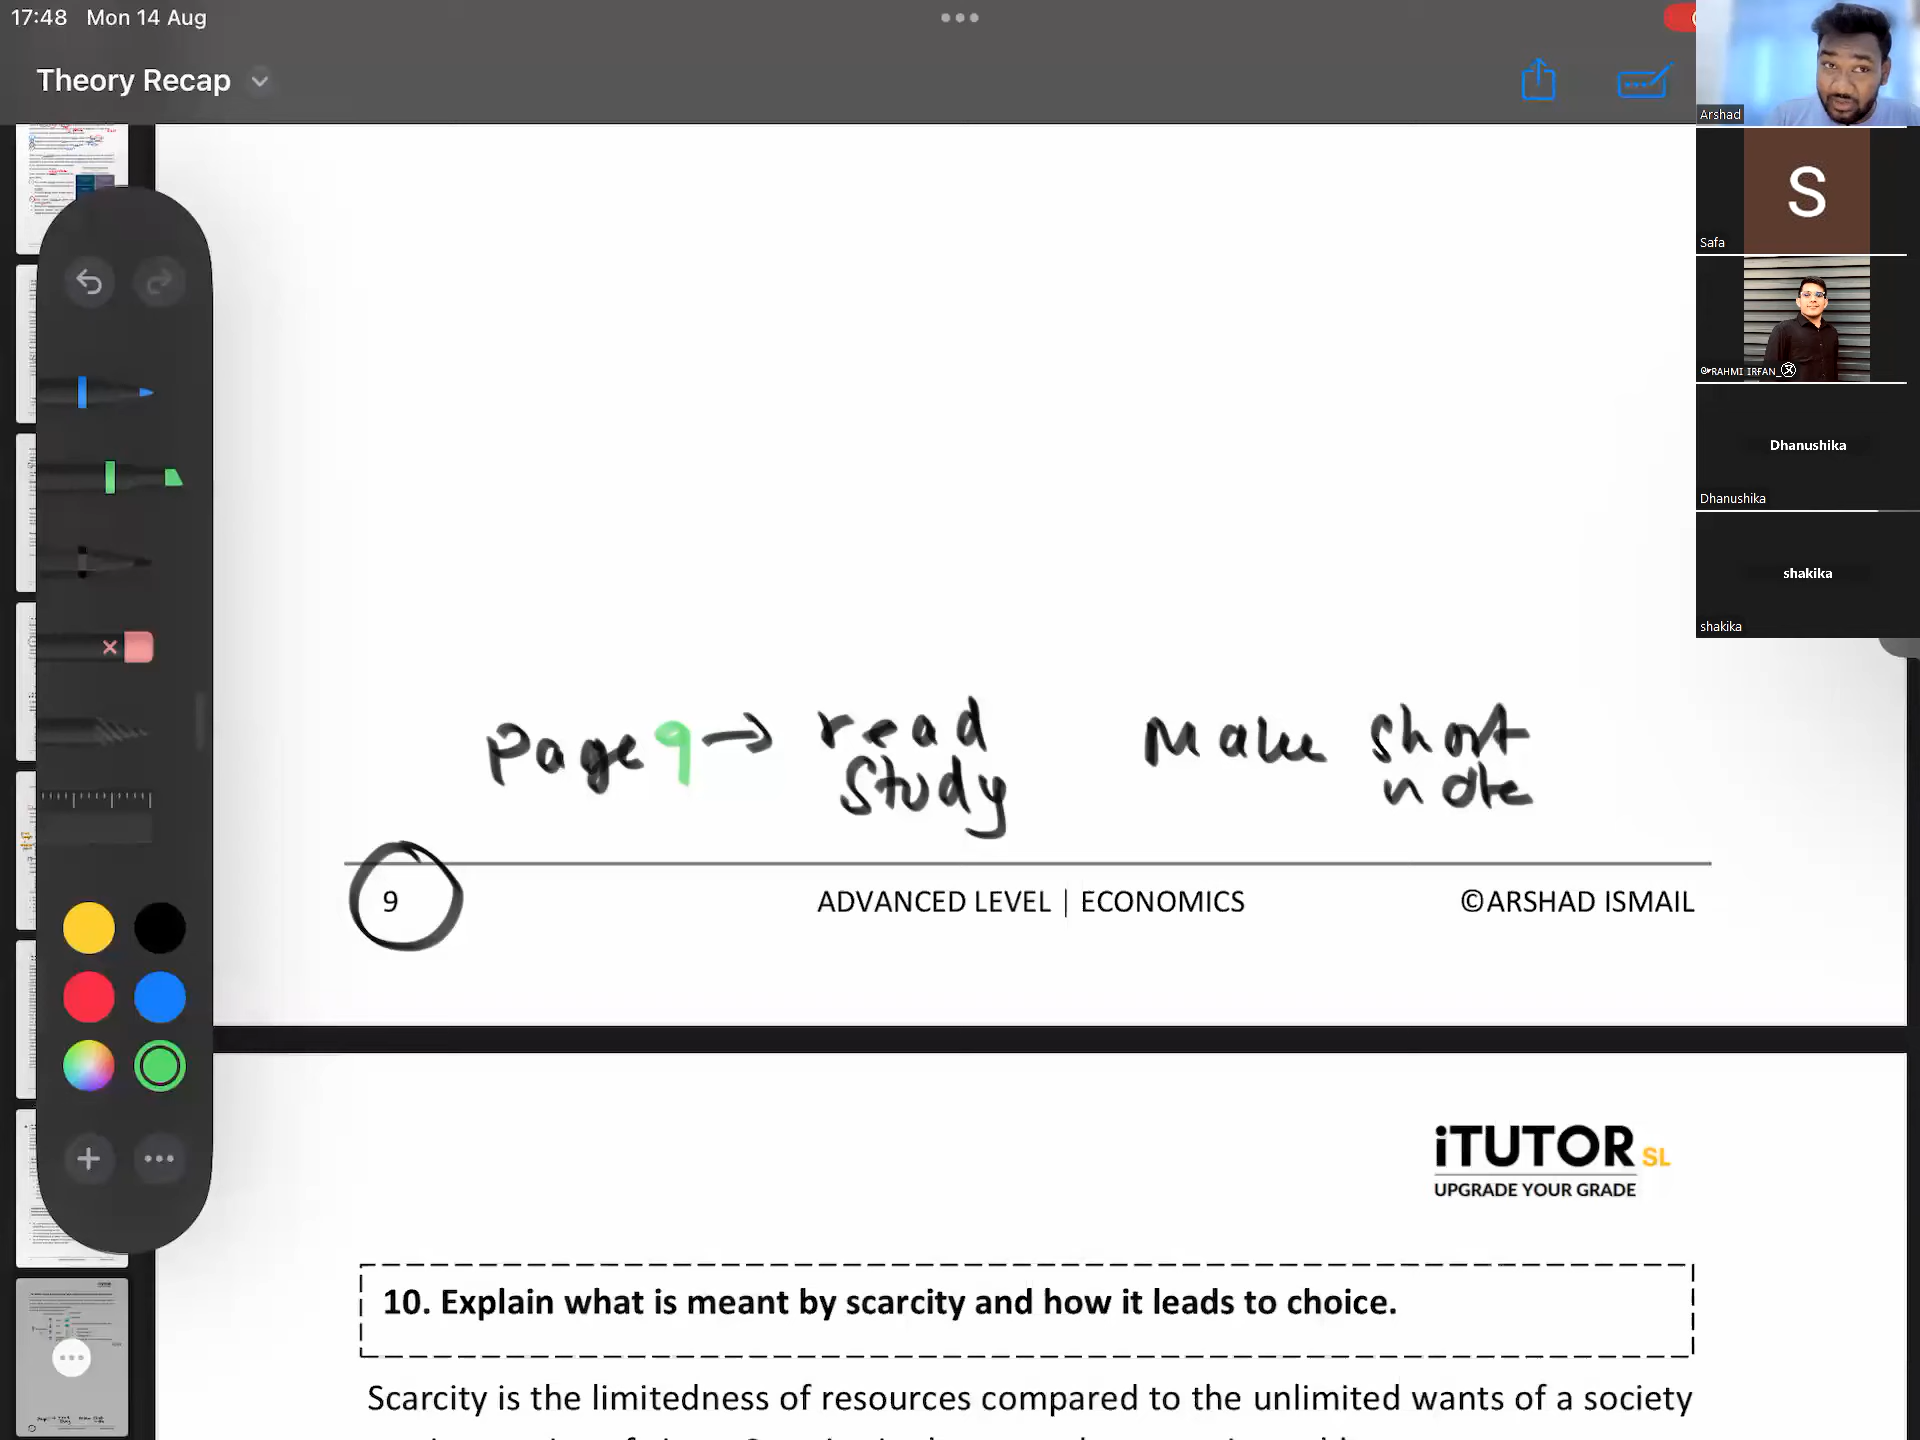 17:48 Mon 14 Aug
Theory Recap
Arshad
S
Safa
RAHMI IRFAN_
Dhanushika
Dhanushika
shakika
shakika
Page 9 → read Make short
study note
9 ADVANCED LEVEL | ECONOMICS ©ARSHAD ISMAIL
iTUTOR SL
UPGRADE YOUR GRADE
10. Explain what is meant by scarcity and how it leads to choice.
Scarcity is the limitedness of resources compared to the unlimited wants of a society